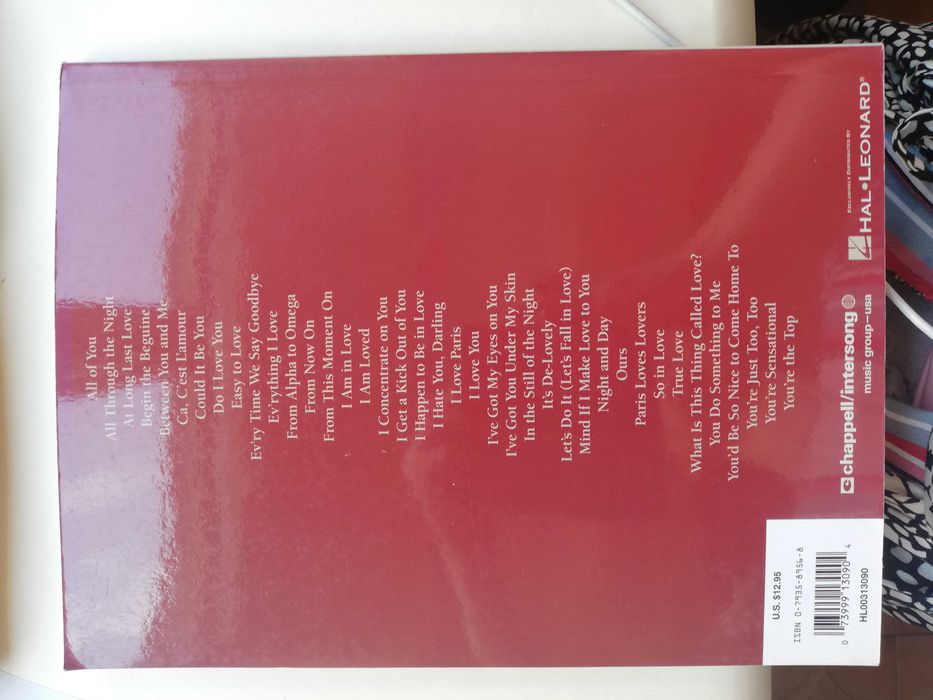 All of You
All Through the Night
At Long Last Love
Begin the Beguine
Between You and Me
Ca, C'est L'amour
Could It Be You
Do I Love You
Easy to Love
Ev'ry Time We Say Goodbye
Ev'rything I Love
From Alpha to Omega
From Now On
From This Moment On
I Am in Love
I Am Loved
I Concentrate on You
I Get a Kick Out of You
I Happen to Be in Love
I Hate You, Darling
I Love Paris
I Love You
I've Got My Eyes on You
I've Got You Under My Skin
In the Still of the Night
It's De-Lovely
Let's Do It (Let's Fall in Love)
Mind If I Make Love to You
Night and Day
Ours
Paris Loves Lovers
So in Love
True Love
What Is This Thing Called Love?
You Do Something to Me
You'd Be So Nice to Come Home To
You're Just Too, Too
You're Sensational
You're the Top
U.S. $12.95
ISBN 0-7935-8956-8
0 73999 13090 4
HL00313090
chappell/intersong
music group-usa
EXCLUSIVELY DISTRIBUTED BY
HAL•LEONARD®